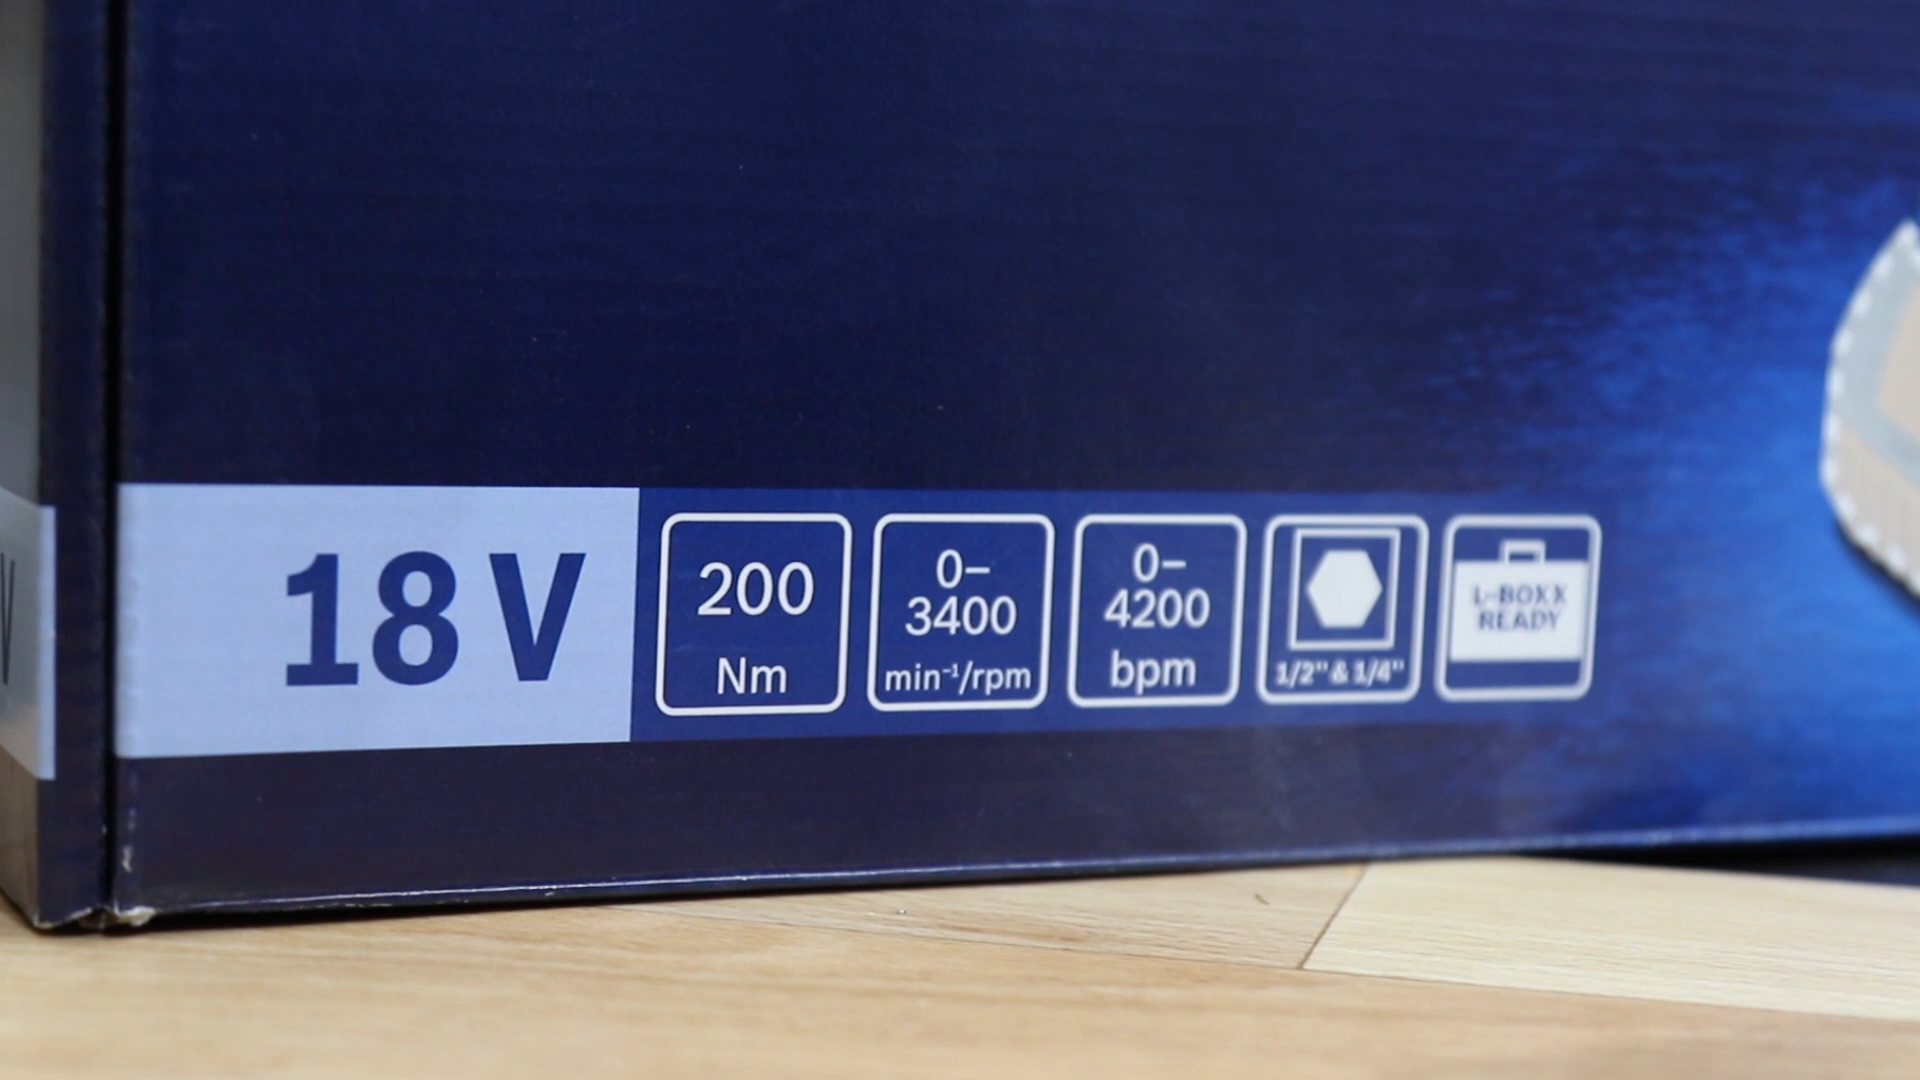 V
18 V
200
Nm
0–
3400
min⁻¹/rpm
0–
4200
bpm
1/2" & 1/4"
L-BOXX
READY